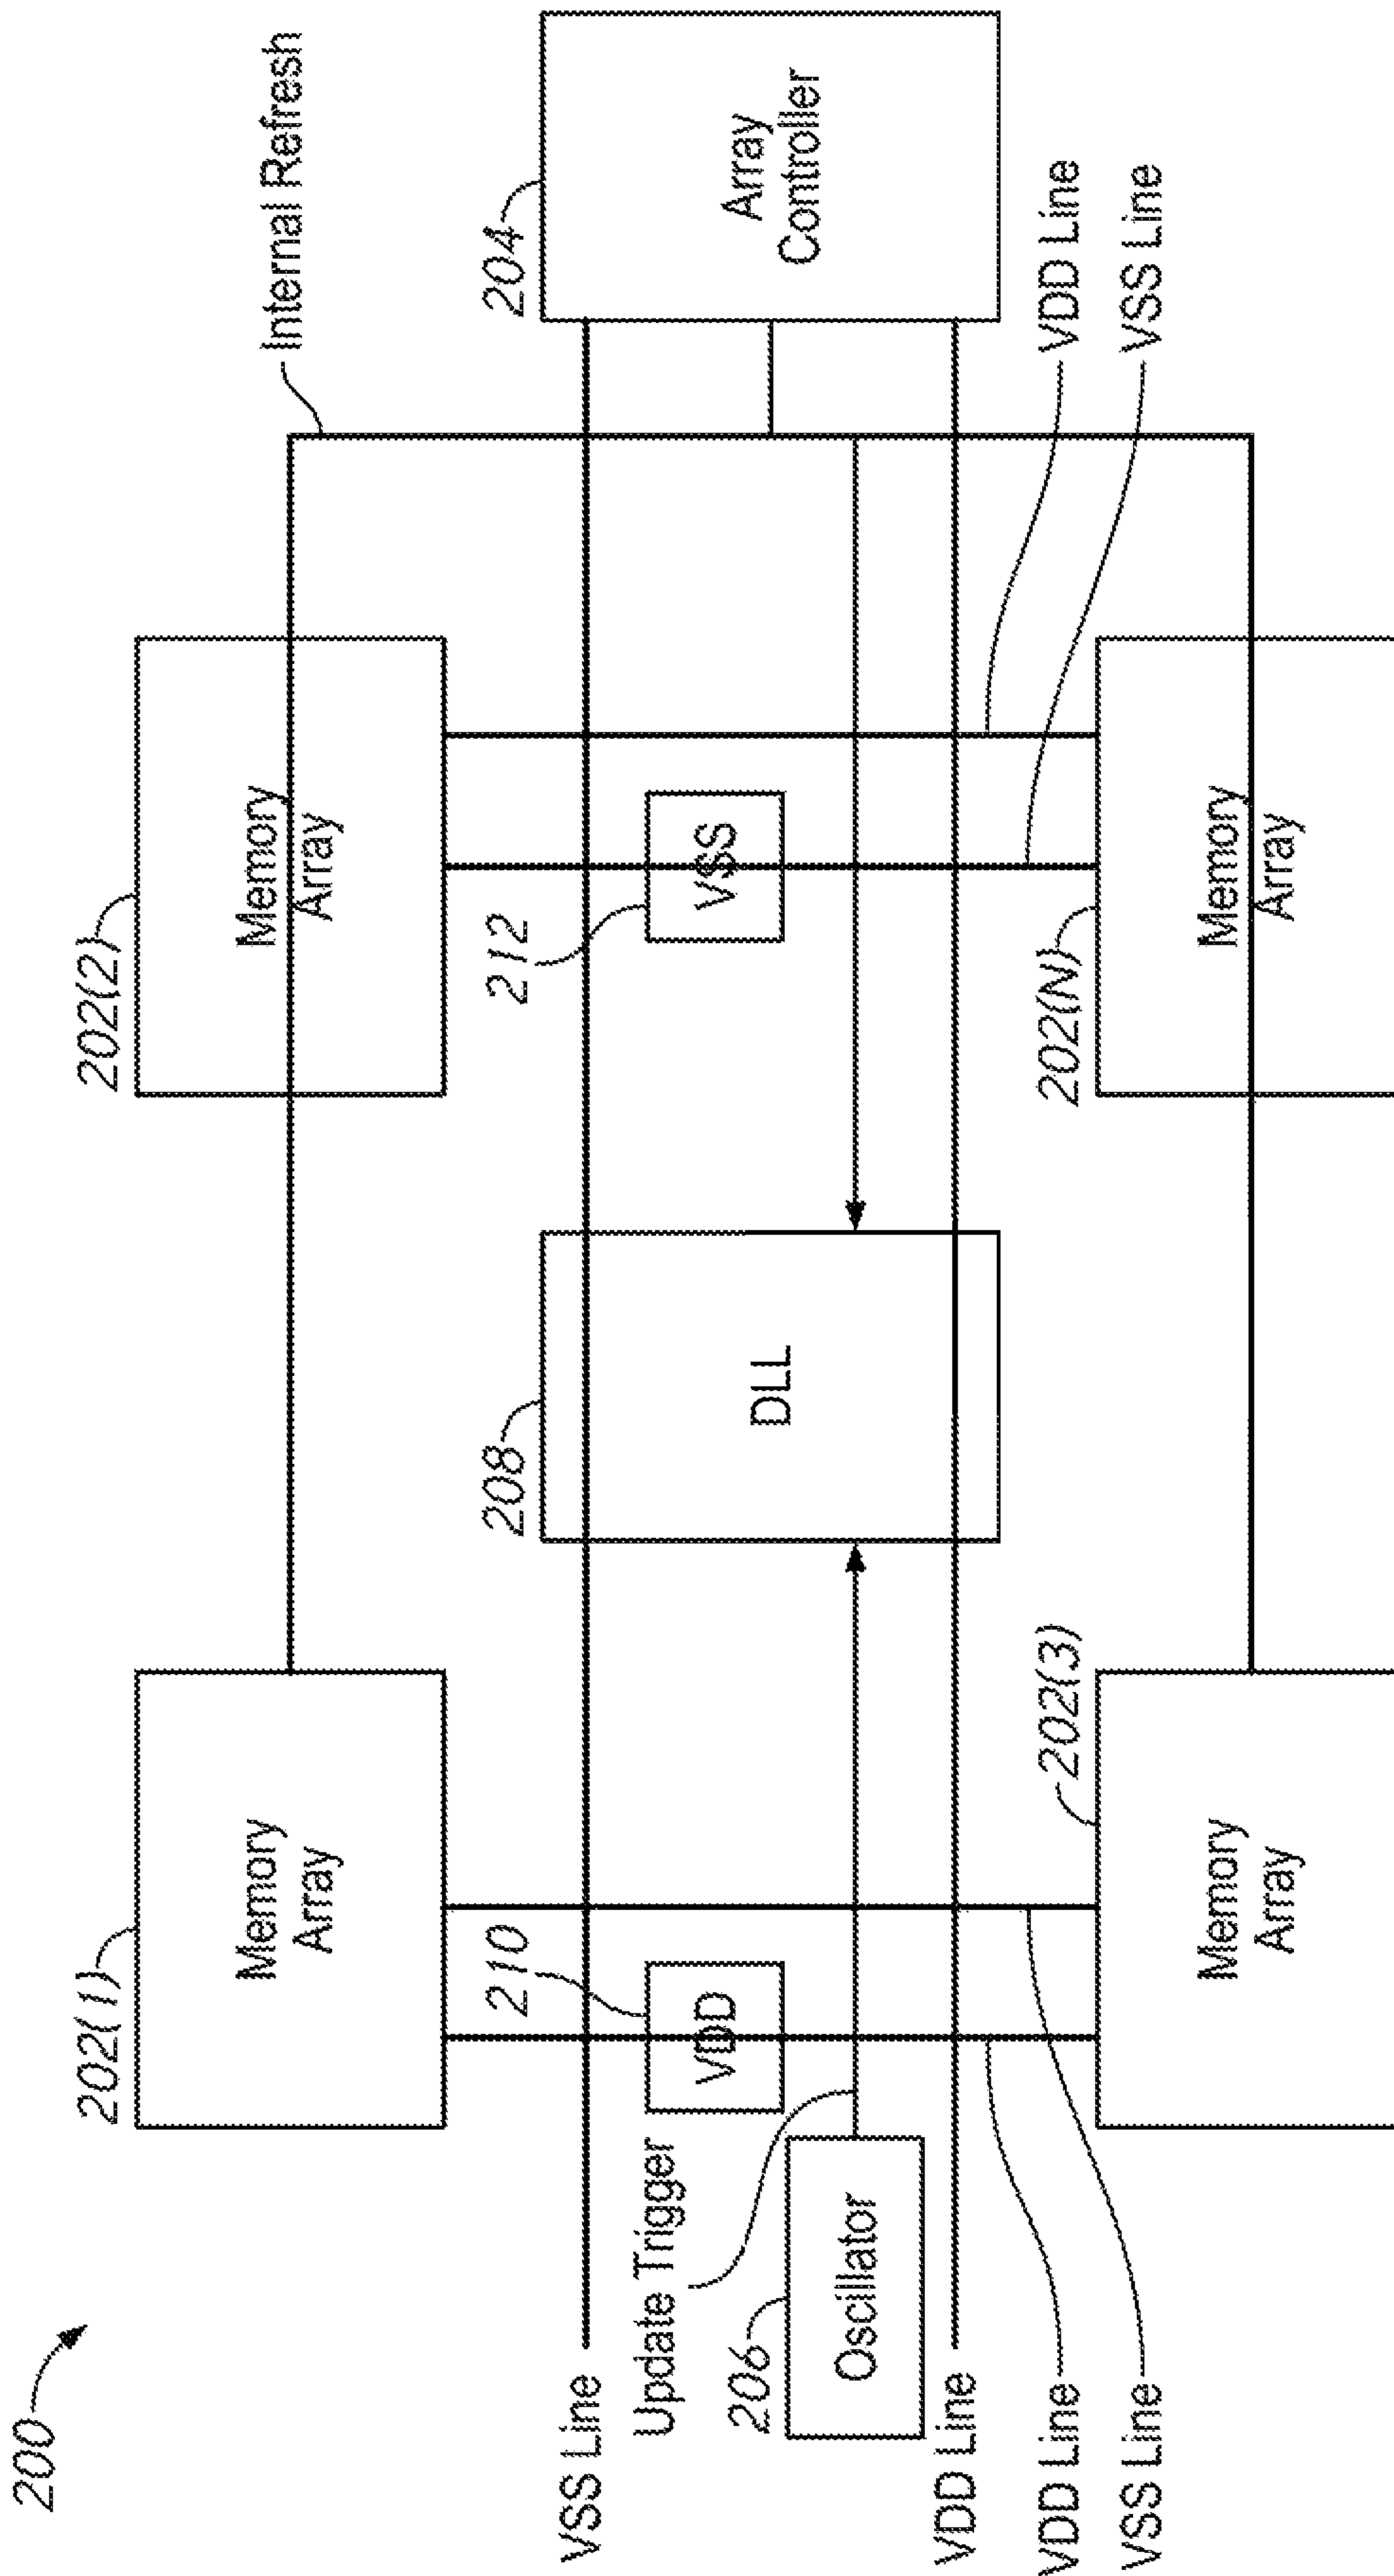 200
202(1)
Memory
Array
202(2)
Memory
Array
Internal Refresh
VSS Line
210
VDD
208
DLL
212
VSS
204
Array
Controller
Update Trigger
206
Oscillator
VDD Line
VDD Line
VSS Line
202(3)
Memory
Array
202(N)
Memory
Array
VDD Line
VSS Line